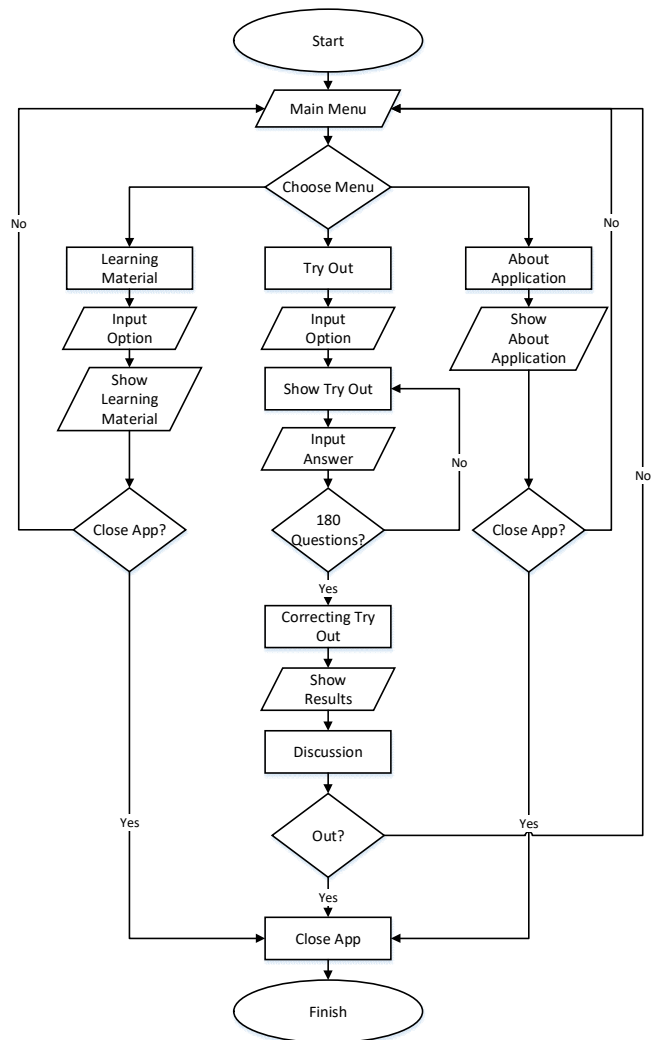 Start
Main Menu
Choose Menu
No
No
Learning
Material
Try Out
About
Application
Input
Option
Input
Option
Show
About
Application
Show
Learning
Material
Show Try Out
Input
Answer
No
No
Close App?
180
Questions?
Close App?
Yes
Correcting Try
Out
Show
Results
Discussion
Yes
Out?
Yes
Yes
Close App
Finish